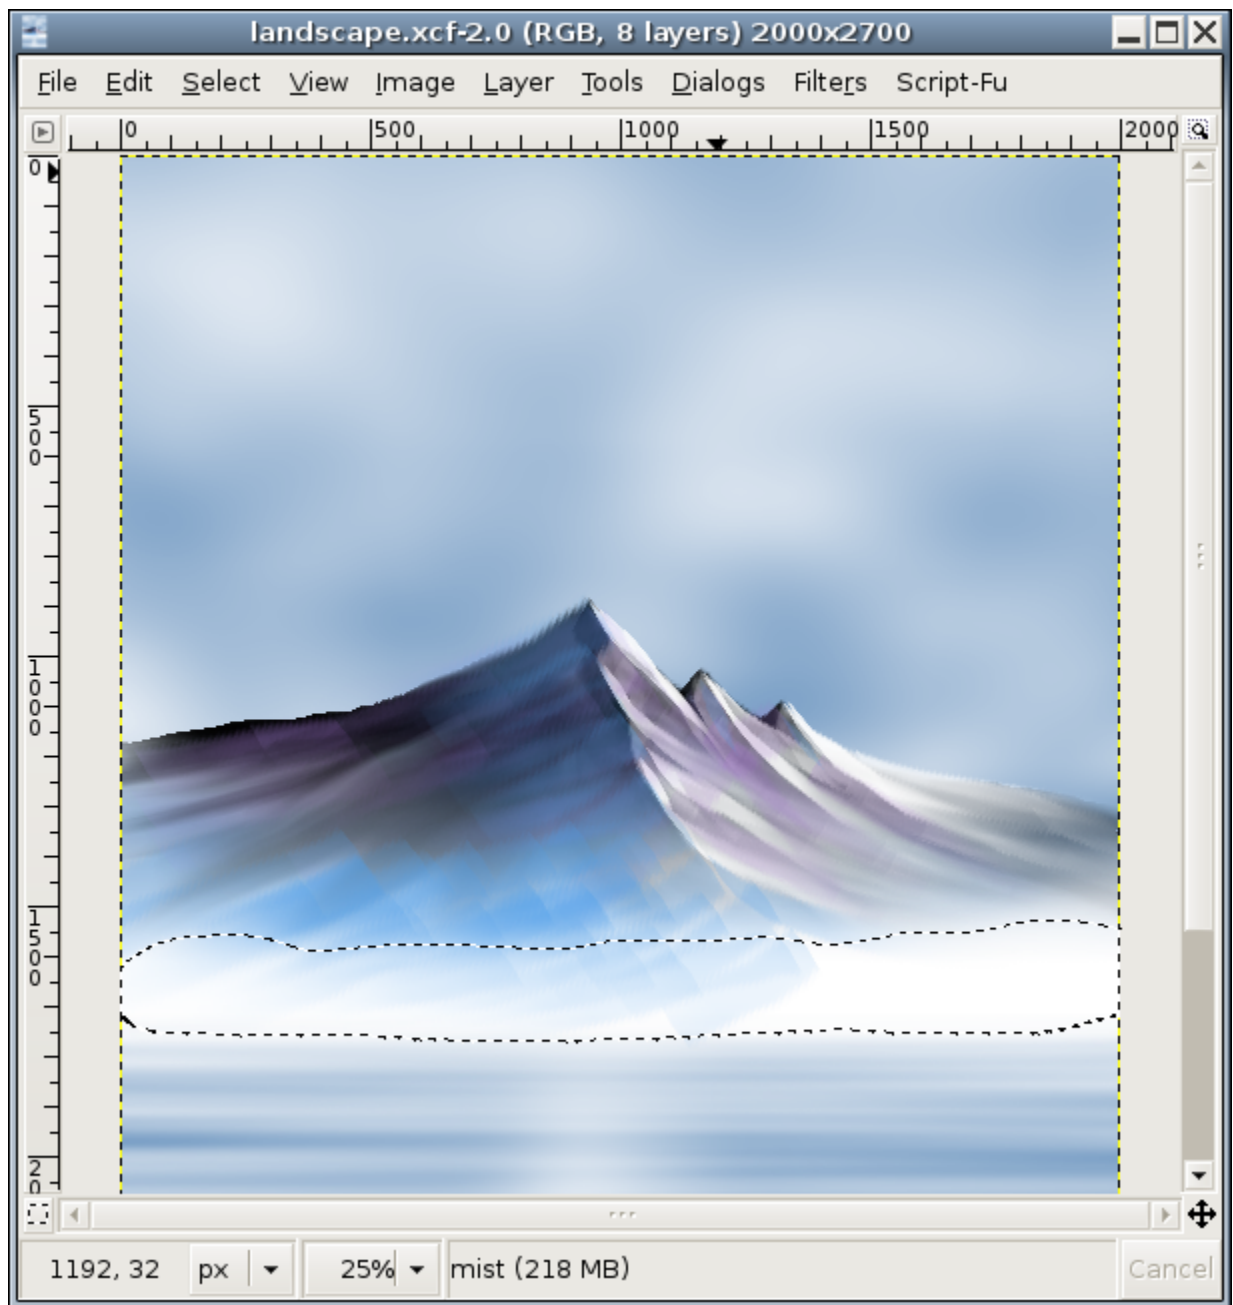 landscape.xcf-2.0 (RGB, 8 layers) 2000x2700
File Edit Select View Image Layer Tools Dialogs Filters Script-Fu
0 500 1000 1500 2000
0
500
1000
1500
20
1192, 32 px 25% mist (218 MB) Cancel